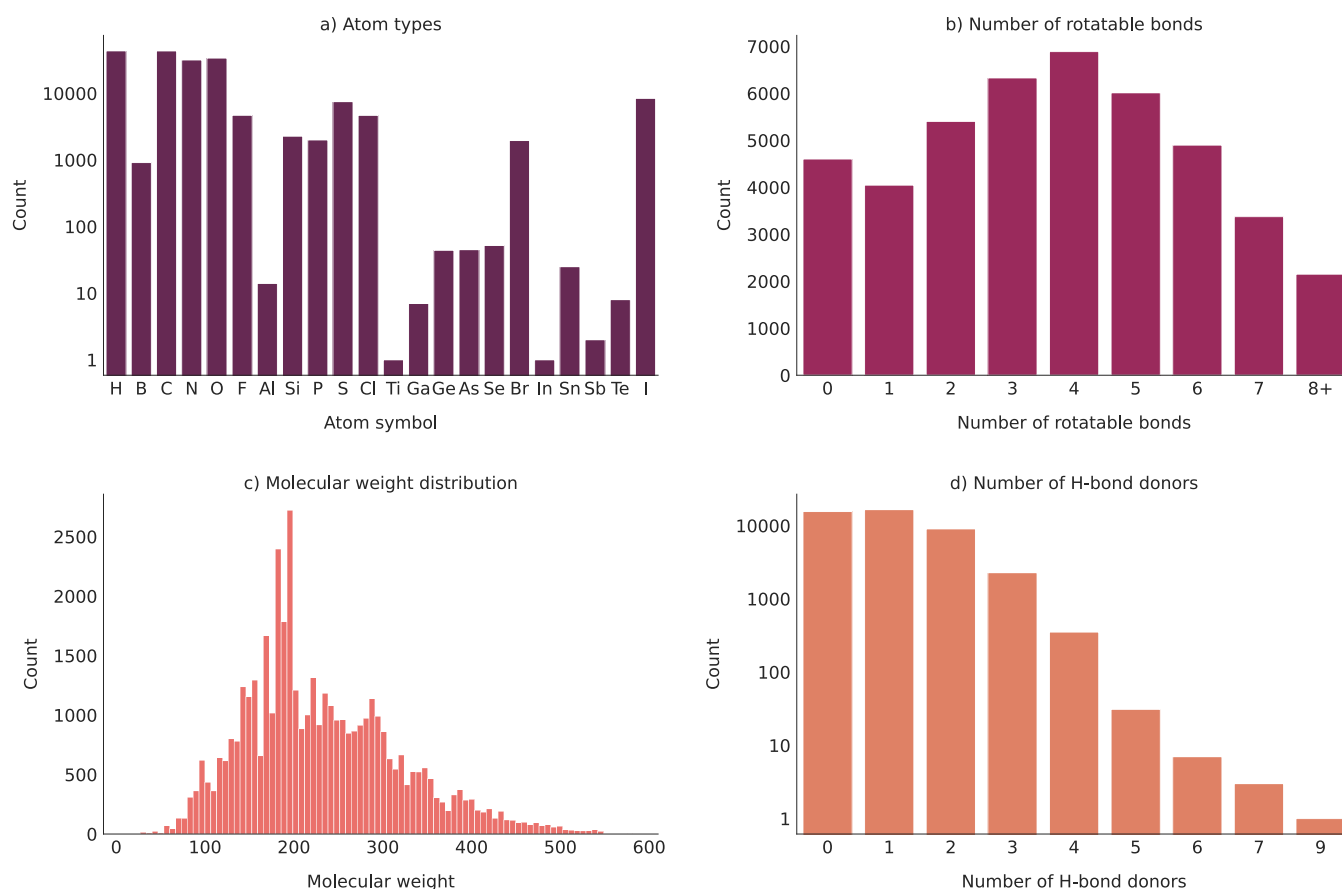 a) Atom types
Count
10000
1000
100
10
1
H B C N O F Al Si P S Cl Ti Ga Ge As Se Br In Sn Sb Te I
Atom symbol
b) Number of rotatable bonds
Count
7000
6000
5000
4000
3000
2000
1000
0
0 1 2 3 4 5 6 7 8+
Number of rotatable bonds
c) Molecular weight distribution
Count
2500
2000
1500
1000
500
0
0 100 200 300 400 500 600
Molecular weight
d) Number of H-bond donors
Count
10000
1000
100
10
1
0 1 2 3 4 5 6 7 9
Number of H-bond donors